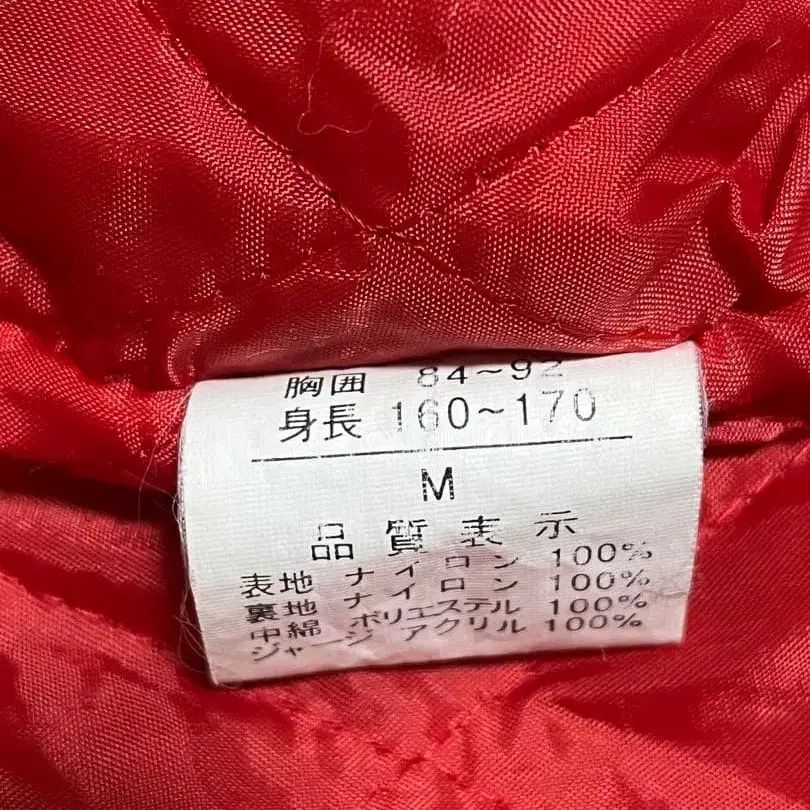 胸囲 84~92
身長 160~170
M
品質表示
表地 ナイロン 100%
裏地 ナイロン 100%
中綿 ポリエステル 100%
ジャージ アクリル 100%